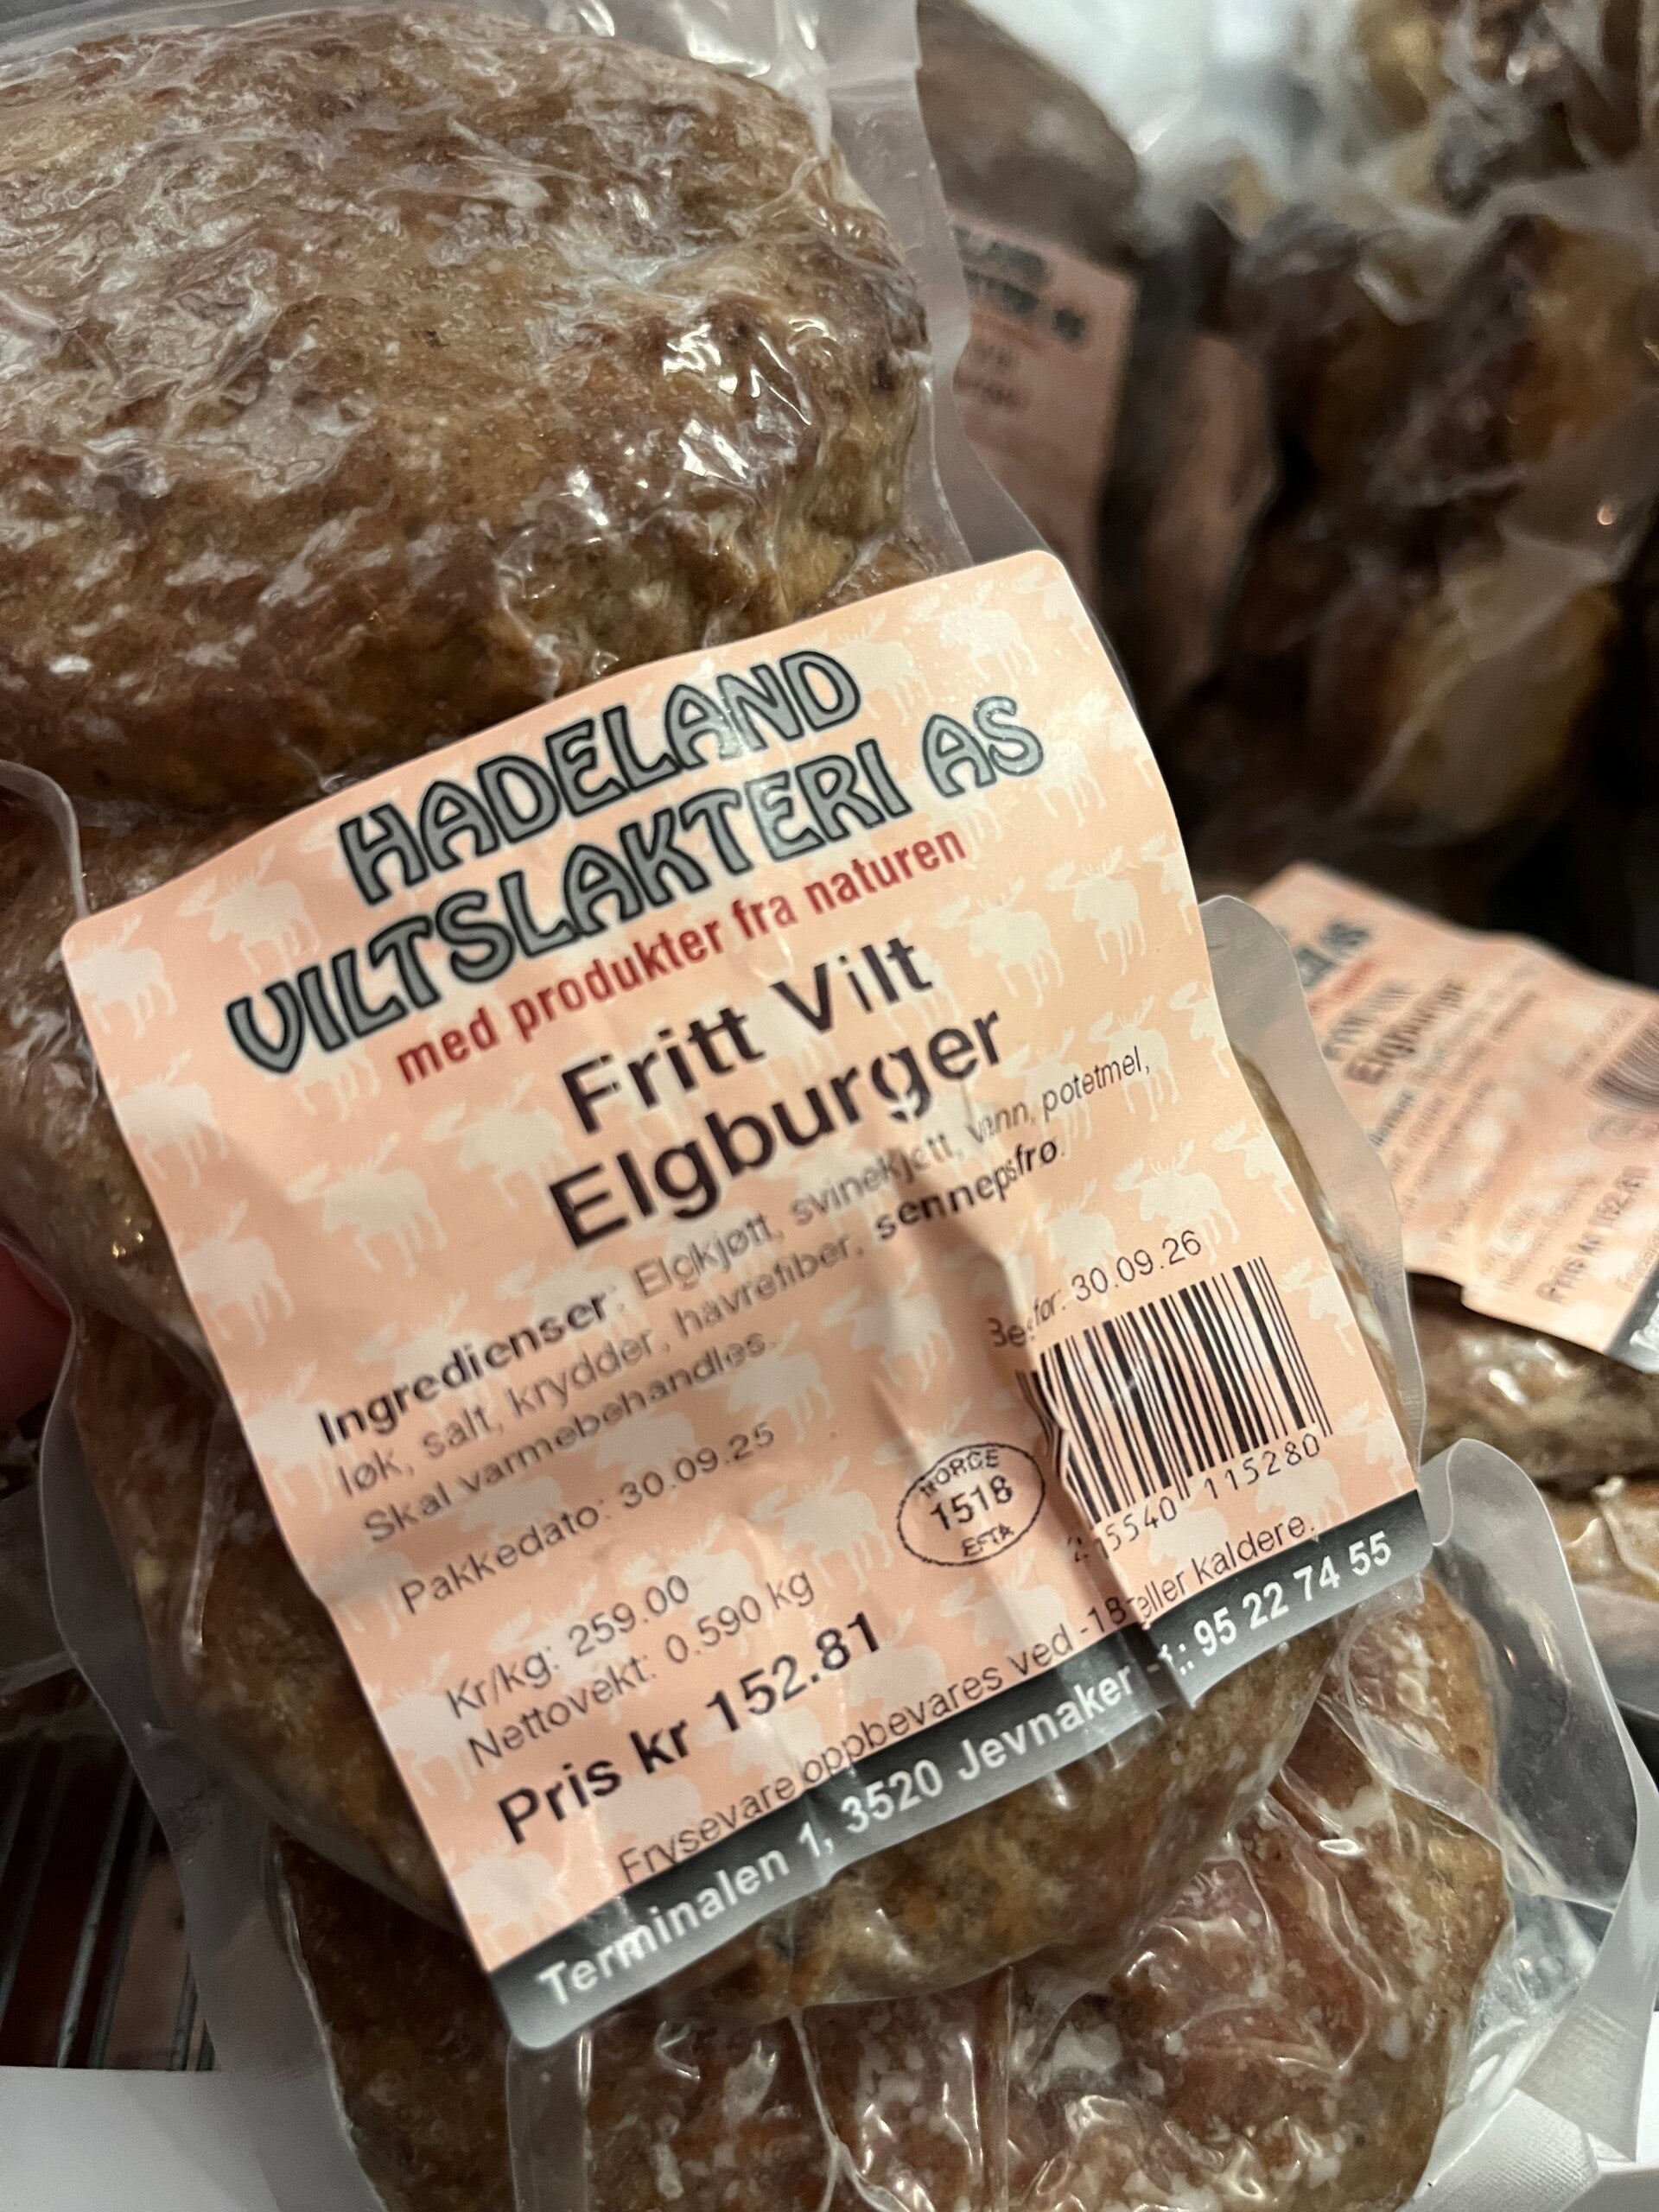 HADELAND
VILTSLAKTERI AS
med produkter fra naturen
Fritt Vilt
Elgburger
Ingredienser: Elgkjøtt, svinekjøtt, vann, potetmel,
løk, salt, krydder, havrefiber, sennepsfrø.
Skal varmebehandles.
Best før: 30.09.26
Pakkedato: 30.09.25
NORGE
1518
EFTA
115280
Kr/kg: 259.00
Nettovekt: 0.590 kg
Pris kr 152.81
Frysevare oppbevares ved -18 eller kaldere.
Terminalen 1, 3520 Jevnaker - t.: 95 22 74 55
Elgburger